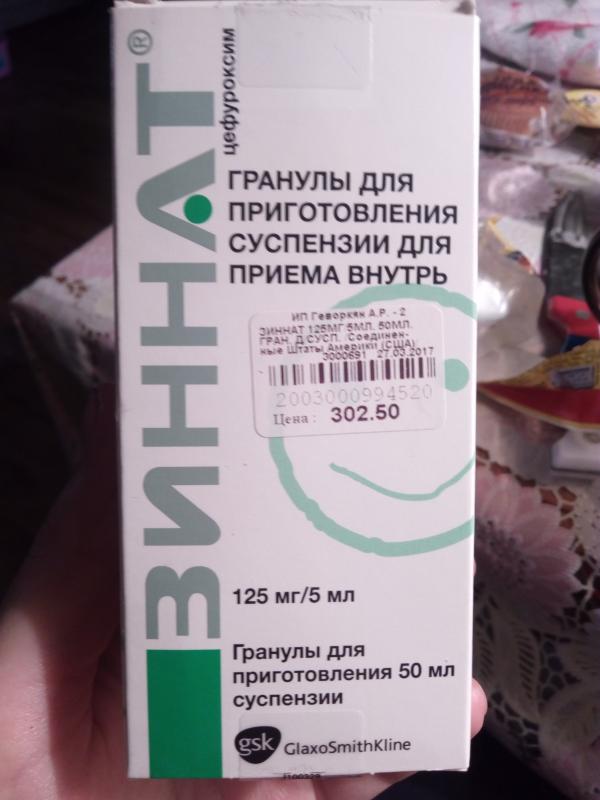 ЗИННАТ®
цефуроксим
ГРАНУЛЫ ДЛЯ
ПРИГОТОВЛЕНИЯ
СУСПЕНЗИИ ДЛЯ
ПРИЕМА ВНУТРЬ
ИП Геворкян А.Р. - 2
ЗИННАТ 125МГ/5МЛ. 50МЛ.
ГРАН. Д/СУСП. /Соединен-
ные Штаты Америки (США)/
3000691 27.03.2017
2003000994520
Цена : 302.50
125 мг/5 мл
Гранулы для
приготовления 50 мл
суспензии
gsk GlaxoSmithKline